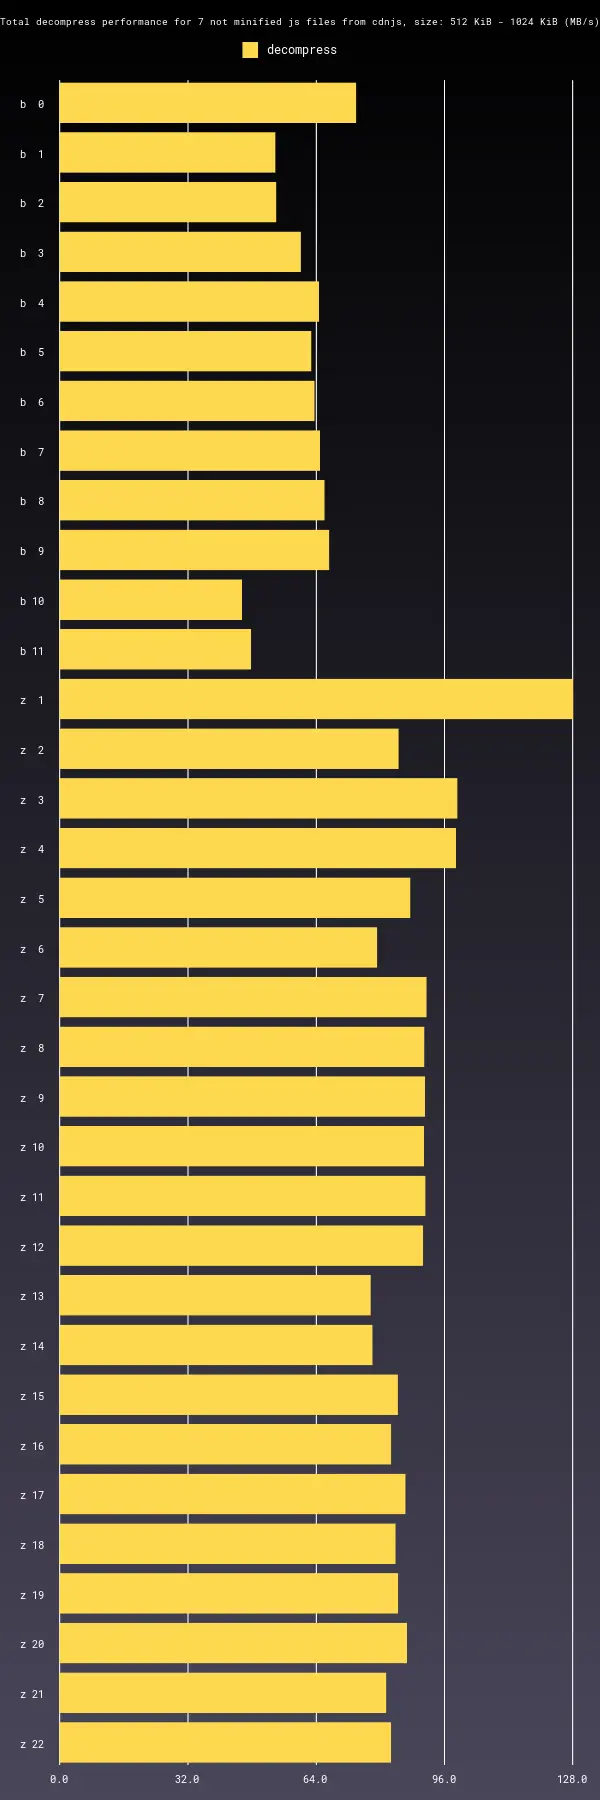 Total decompress performance for 7 not minified js files from cdnjs, size: 512 KiB - 1024 KiB (MB/s)
decompress
b 0
b 1
b 2
b 3
b 4
b 5
b 6
b 7
b 8
b 9
b 10
b 11
z 1
z 2
z 3
z 4
z 5
z 6
z 7
z 8
z 9
z 10
z 11
z 12
z 13
z 14
z 15
z 16
z 17
z 18
z 19
z 20
z 21
z 22
0.0 32.0 64.0 96.0 128.0